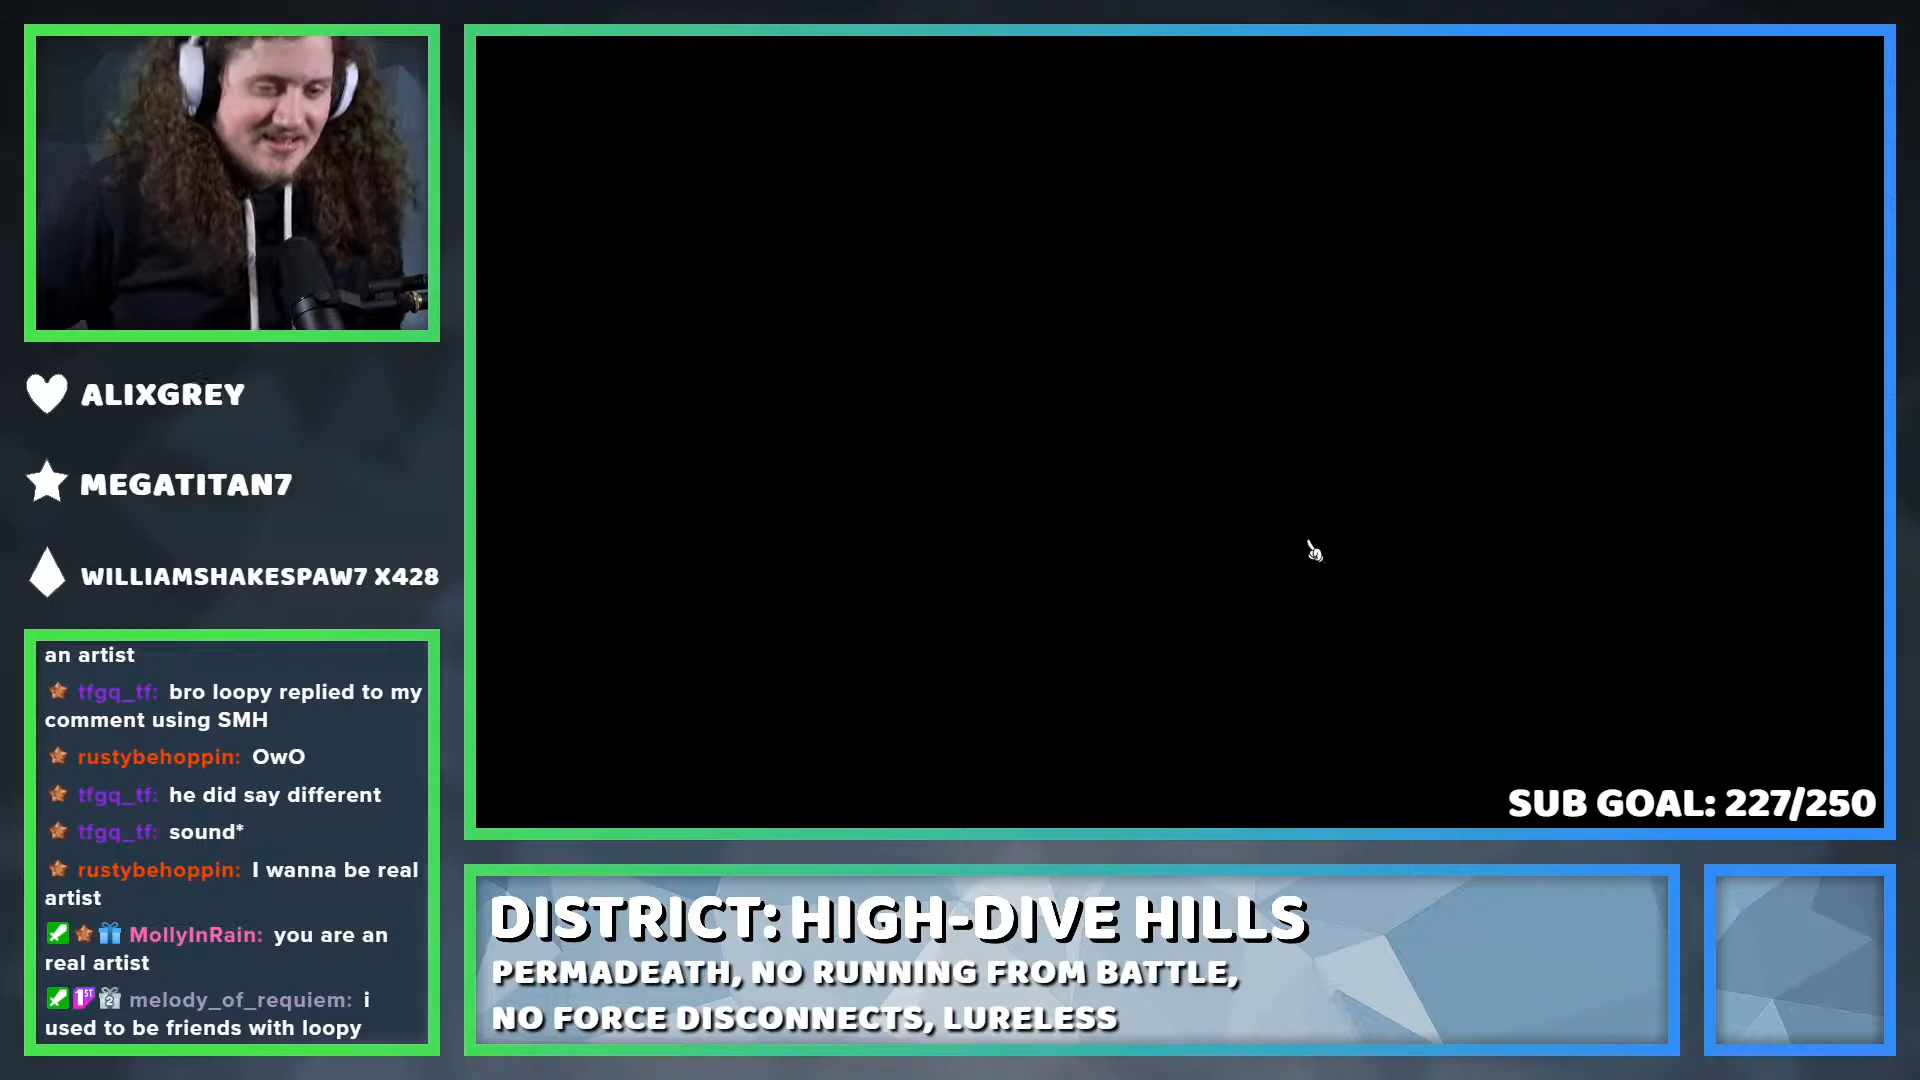 ALIXGREY
MEGATITAN7
WILLIAMSHAKESPAW7 X428
an artist
tfgq_tf: bro loopy replied to my
comment using SMH
rustybehoppin: OwO
tfgq_tf: he did say different
tfgq_tf: sound*
rustybehoppin: I wanna be real
artist
MollyInRain: you are an
real artist
1ST 2 melody_of_requiem: i
used to be friends with loopy
SUB GOAL: 227/250
DISTRICT: HIGH-DIVE HILLS
PERMADEATH, NO RUNNING FROM BATTLE,
NO FORCE DISCONNECTS, LURELESS